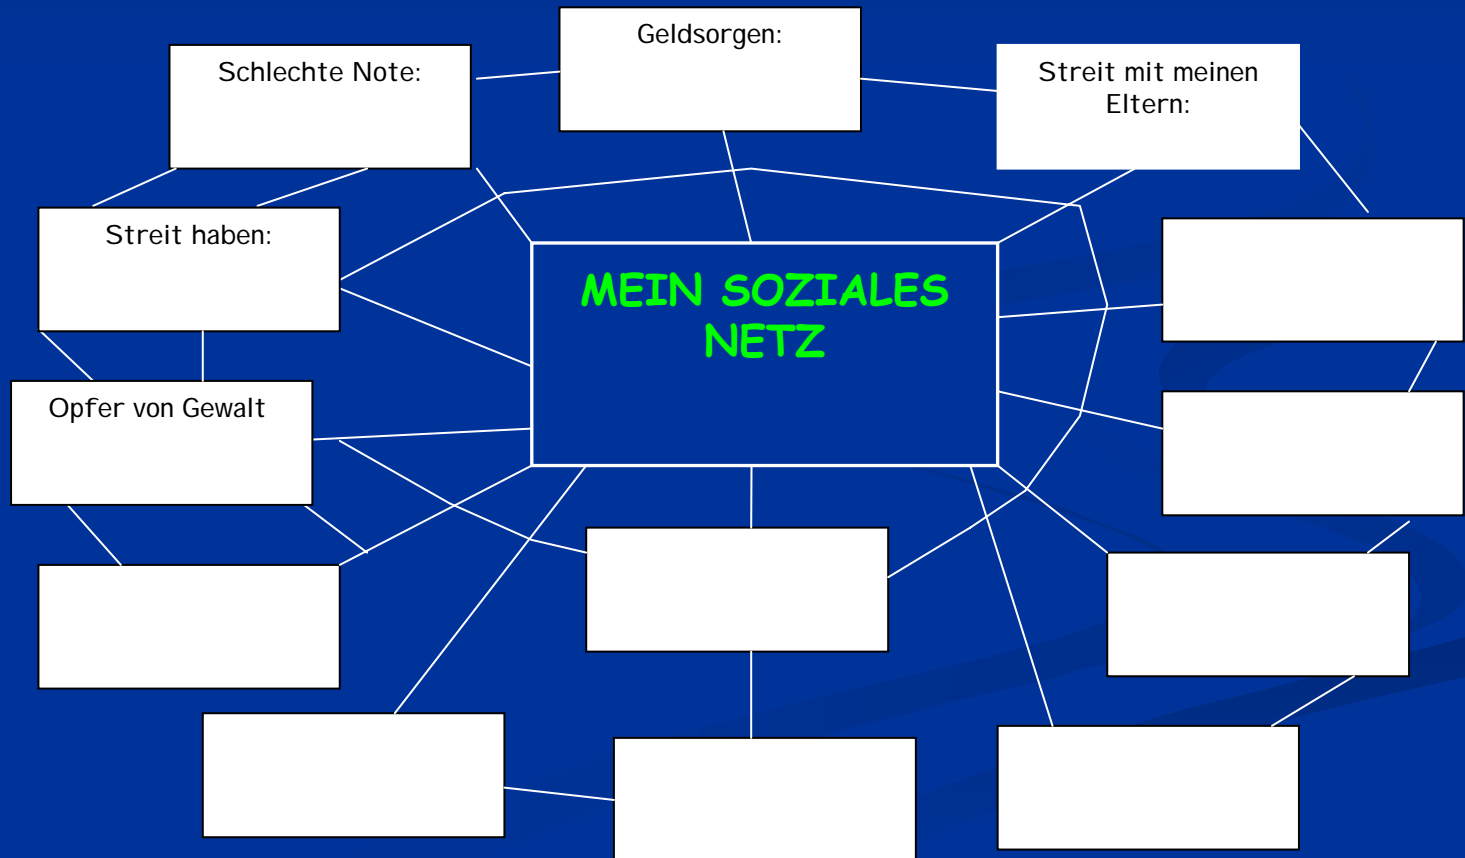 Geldsorgen:
Schlechte Note:
Streit mit meinen
Eltern:
Streit haben:
MEIN SOZIALES
NETZ
Opfer von Gewalt